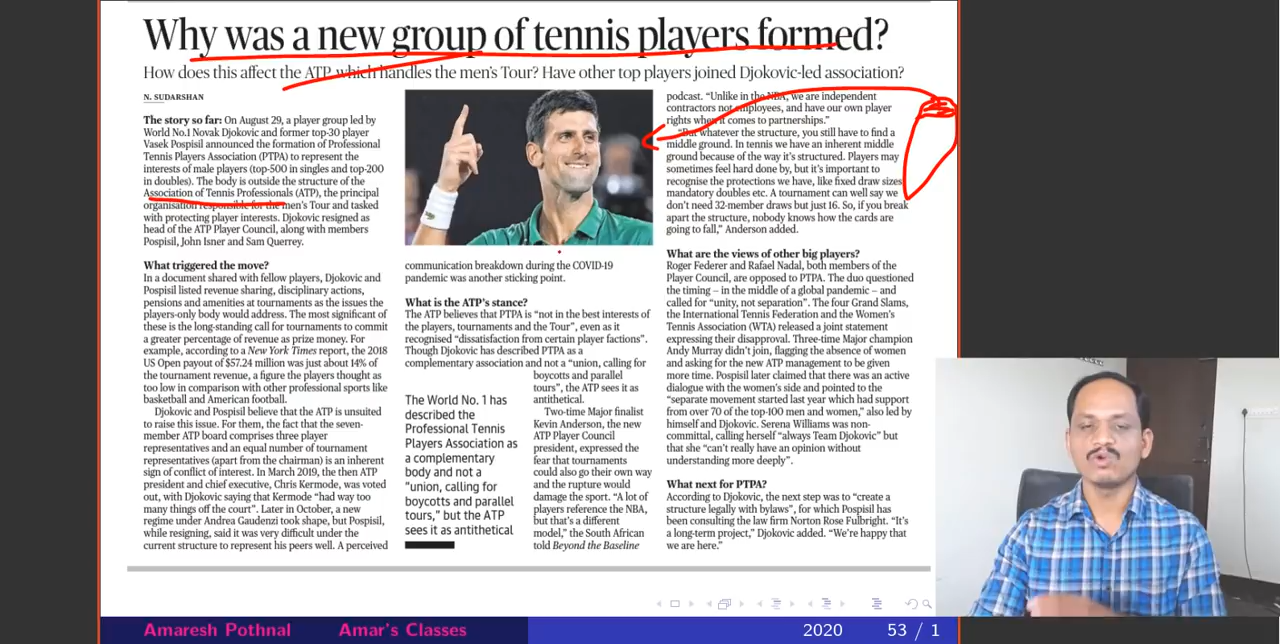 Why was a new group of tennis players formed?
How does this affect the ATP which handles the men's Tour? Have other top players joined Djokovic-led association?
N. SUDARSHAN
The story so far: On August 29, a player group led by
World No.1 Novak Djokovic and former top-30 player
Vasek Pospisil announced the formation of Professional
Tennis Players Association (PTPA) to represent the
interests of male players (top-500 in singles and top-200
in doubles). The body is outside the structure of the
Association of Tennis Professionals (ATP), the principal
organisation responsible for the men's Tour and tasked
with protecting player interests. Djokovic resigned as
head of the ATP Player Council, along with members
Pospisil, John Isner and Sam Querrey.
What triggered the move?
In a document shared with fellow players, Djokovic and
Pospisil listed revenue sharing, disciplinary actions,
pensions and amenities at tournaments as the issues the
players-only body would address. The most significant of
these is the long-standing call for tournaments to commit
a greater percentage of revenue as prize money. For
example, according to a New York Times report, the 2018
US Open payout of $57.24 million was just about 14% of
the tournament revenue, a figure the players thought as
too low in comparison with other professional sports like
basketball and American football.
Djokovic and Pospisil believe that the ATP is unsuited
to raise this issue. For them, the fact that the seven-
member ATP board comprises three player
representatives and an equal number of tournament
representatives (apart from the chairman) is an inherent
sign of conflict of interest. In March 2019, the then ATP
president and chief executive, Chris Kermode, was voted
out, with Djokovic saying that Kermode "had way too
many things off the court". Later in October, a new
regime under Andrea Gaudenzi took shape, but Pospisil,
while resigning, said it was very difficult under the
current structure to represent his peers well. A perceived
communication breakdown during the COVID-19
pandemic was another sticking point.
What is the ATP's stance?
The ATP believes that PTPA is "not in the best interests of
the players, tournaments and the Tour", even as it
recognised "dissatisfaction from certain player factions".
Though Djokovic has described PTPA as a
complementary association and not a "union, calling for
boycotts and parallel
tours", the ATP sees it as
antithetical.
Two-time Major finalist
Kevin Anderson, the new
ATP Player Council
president, expressed the
fear that tournaments
could also go their own way
and the rupture would
damage the sport. "A lot of
players reference the NBA,
but that's a different
model," the South African
told Beyond the Baseline
The World No. 1 has
described the
Professional Tennis
Players Association as
a complementary
body and not a
"union, calling for
boycotts and parallel
tours," but the ATP
sees it as antithetical
podcast. "Unlike in the NBA, we are independent
contractors not employees, and have our own player
rights when it comes to partnerships."
"But whatever the structure, you still have to find a
middle ground. In tennis we have an inherent middle
ground because of the way it's structured. Players may
sometimes feel hard done by, but it's important to
recognise the protections we have, like fixed draw sizes,
mandatory doubles etc. A tournament can well say we
don't need 32-member draws but just 16. So, if you break
apart the structure, nobody knows how the cards are
going to fall," Anderson added.
What are the views of other big players?
Roger Federer and Rafael Nadal, both members of the
Player Council, are opposed to PTPA. The duo questioned
the timing – in the middle of a global pandemic – and
called for "unity, not separation". The four Grand Slams,
the International Tennis Federation and the Women's
Tennis Association (WTA) released a joint statement
expressing their disapproval. Three-time Major champion
Andy Murray didn't join, flagging the absence of women
and asking for the new ATP management to be given
more time. Pospisil later claimed that there was an active
dialogue with the women's side and pointed to the
"separate movement started last year which had support
from over 70 of the top-100 men and women," also led by
himself and Djokovic. Serena Williams was non-
committal, calling herself "always Team Djokovic" but
that she "can't really have an opinion without
understanding more deeply".
What next for PTPA?
According to Djokovic, the next step was to "create a
structure legally with bylaws", for which Pospisil has
been consulting the law firm Norton Rose Fulbright. "It's
a long-term project," Djokovic added. "We're happy that
we are here."
Amaresh Pothnal Amar's Classes 2020 53 / 1